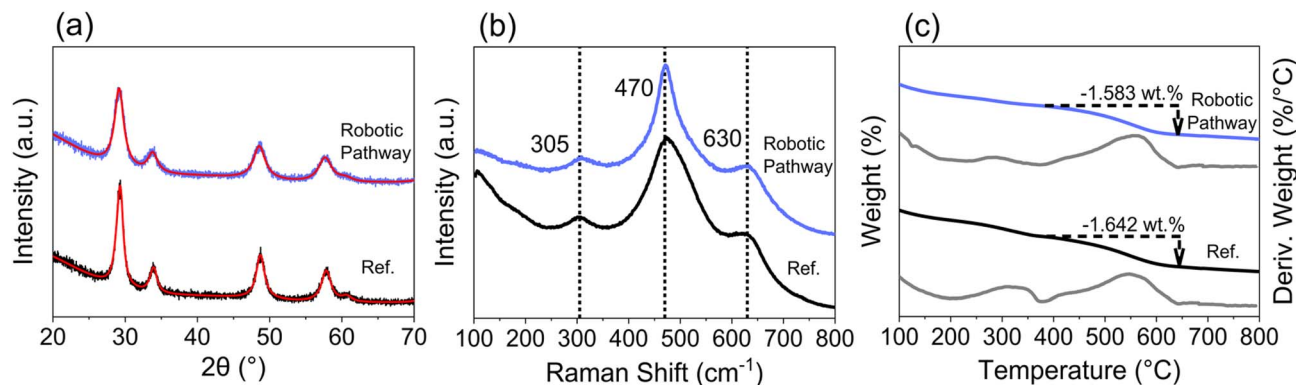 (a)
Intensity (a.u.)
Robotic
Pathway
Ref.
20 30 40 50 60 70
2θ (°)
(b)
Intensity (a.u.)
305
470
630
Robotic
Pathway
Ref.
100 200 300 400 500 600 700 800
Raman Shift (cm⁻¹)
(c)
Weight (%)
-1.583 wt.%
Robotic
Pathway
-1.642 wt.%
Ref.
Deriv. Weight (%/°C)
100 200 300 400 500 600 700 800
Temperature (°C)